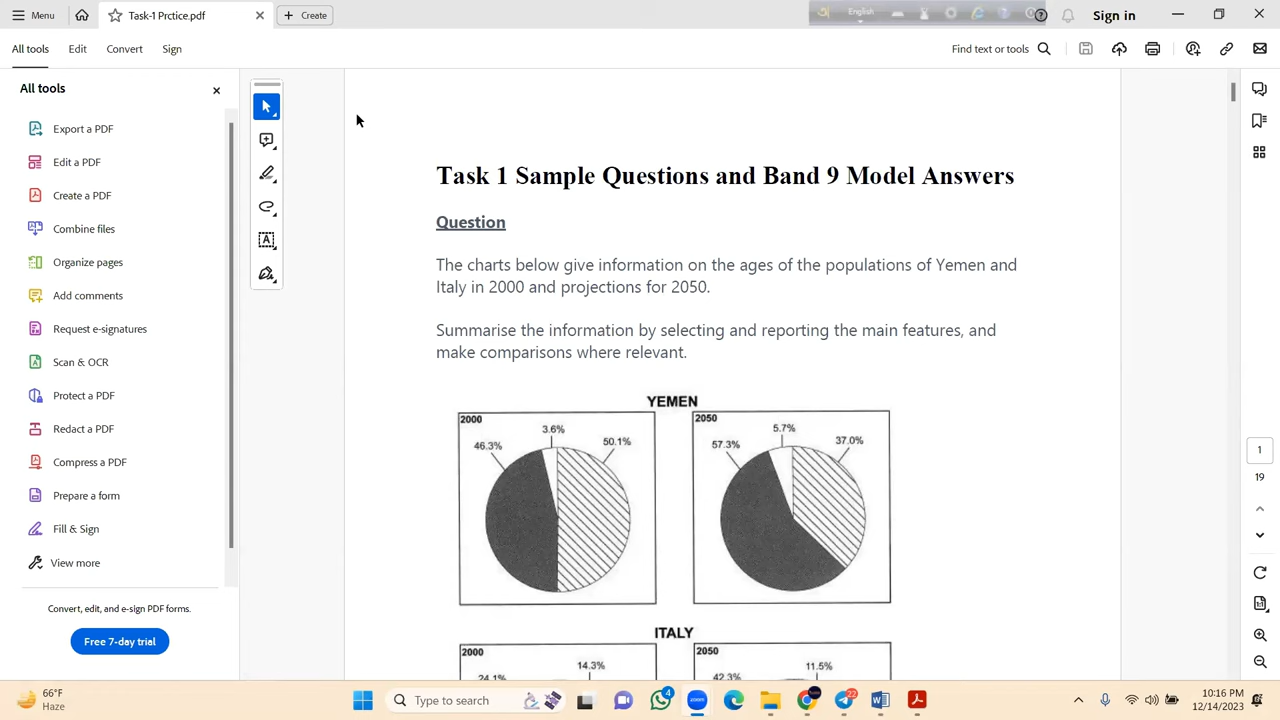 Menu
Task-1 Prctice.pdf
Create
English
Sign in
All tools
Edit
Convert
Sign
Find text or tools
All tools
Export a PDF
Edit a PDF
Create a PDF
Combine files
Organize pages
Add comments
Request e-signatures
Scan & OCR
Protect a PDF
Redact a PDF
Compress a PDF
Prepare a form
Fill & Sign
View more
Convert, edit, and e-sign PDF forms.
Free 7-day trial
Task 1 Sample Questions and Band 9 Model Answers
Question
The charts below give information on the ages of the populations of Yemen and
Italy in 2000 and projections for 2050.
Summarise the information by selecting and reporting the main features, and
make comparisons where relevant.
YEMEN
2000
3.6%
46.3%
50.1%
2050
5.7%
57.3%
37.0%
ITALY
2000
14.3%
24.1%
2050
11.5%
42.3%
1
19
66°F
Haze
Type to search
zoom
4
22
10:16 PM
12/14/2023